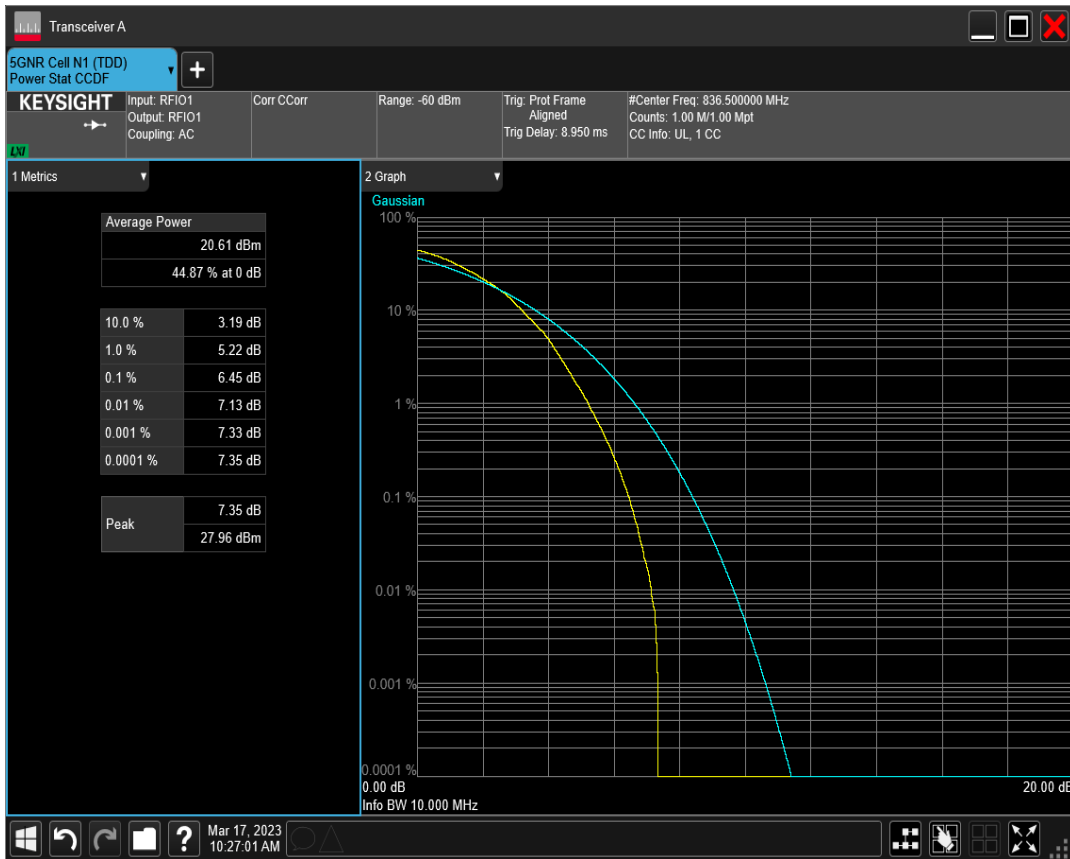 Transceiver A
5GNR Cell N1 (TDD)
Power Stat CCDF
+
KEYSIGHT
LXI
Input: RFIO1
Output: RFIO1
Coupling: AC
Corr CCorr
Range: -60 dBm
Trig: Prot Frame
Aligned
Trig Delay: 8.950 ms
#Center Freq: 836.500000 MHz
Counts: 1.00 M/1.00 Mpt
CC Info: UL, 1 CC
1 Metrics
Average Power
20.61 dBm
44.87 % at 0 dB
10.0 % 3.19 dB
1.0 % 5.22 dB
0.1 % 6.45 dB
0.01 % 7.13 dB
0.001 % 7.33 dB
0.0001 % 7.35 dB
Peak
7.35 dB
27.96 dBm
2 Graph
Gaussian
100 %
10 %
1 %
0.1 %
0.01 %
0.001 %
0.0001 %
0.00 dB
20.00 dB
Info BW 10.000 MHz
?
Mar 17, 2023
10:27:01 AM